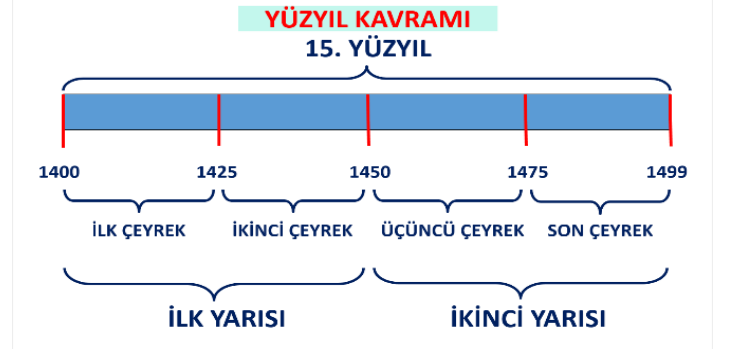 YÜZYIL KAVRAMI
15. YÜZYIL
1400 1425 1450 1475 1499
İLK ÇEYREK İKİNCİ ÇEYREK ÜÇÜNCÜ ÇEYREK SON ÇEYREK
İLK YARISI İKİNCİ YARISI